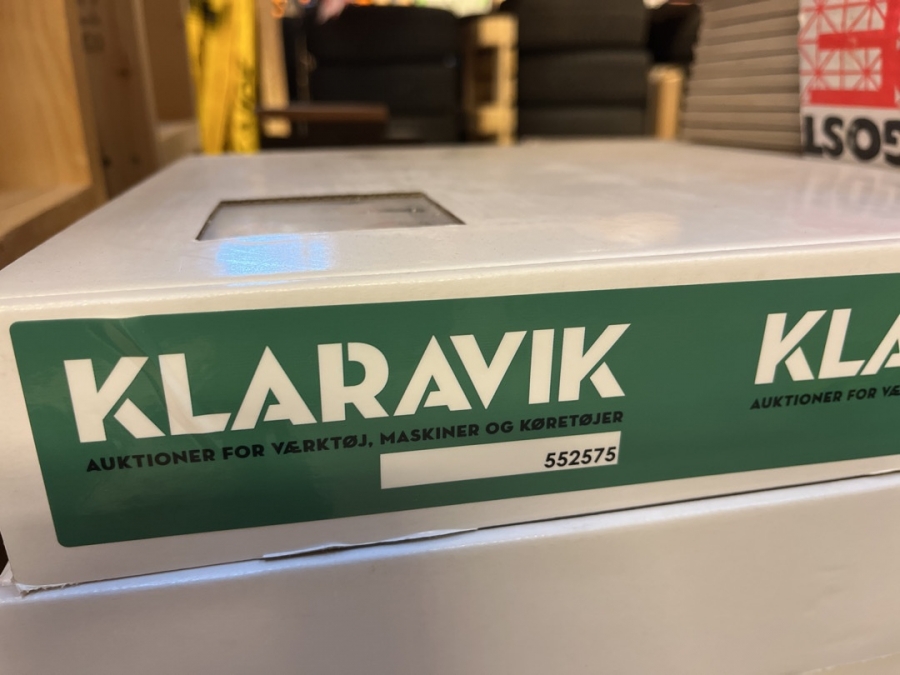 KLARAVIK
AUKTIONER FOR VÆRKTØJ, MASKINER OG KØRETØJER
552575
KLA
AUKTIONER FOR VÆ